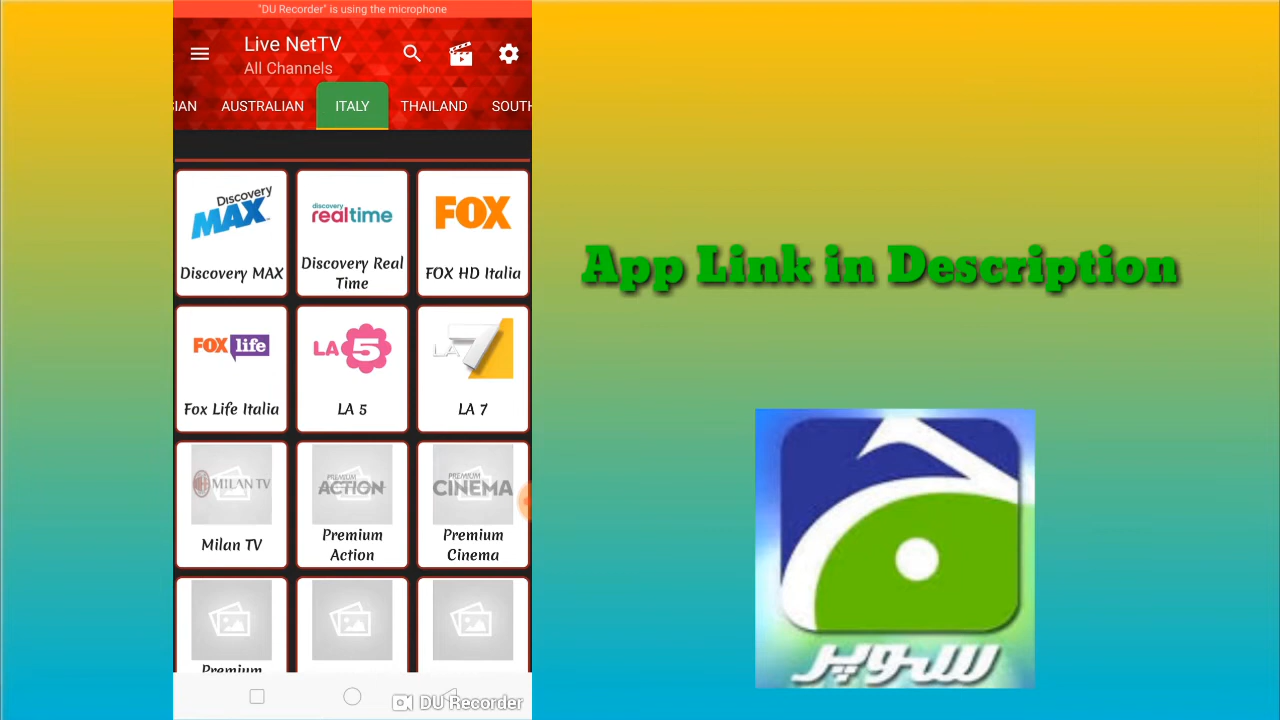 "DU Recorder" is using the microphone
Live NetTV
All Channels
IAN AUSTRALIAN ITALY THAILAND SOUTH
Discovery MAX
discovery realtime
FOX
Discovery MAX
Discovery Real Time
FOX HD Italia
FOX life
LA 5
LA 7
Fox Life Italia
LA 5
LA 7
MILAN TV
PREMIUM ACTION
PREMIUM CINEMA
Milan TV
Premium Action
Premium Cinema
Premium
DU Recorder
App Link in Description
سوپر